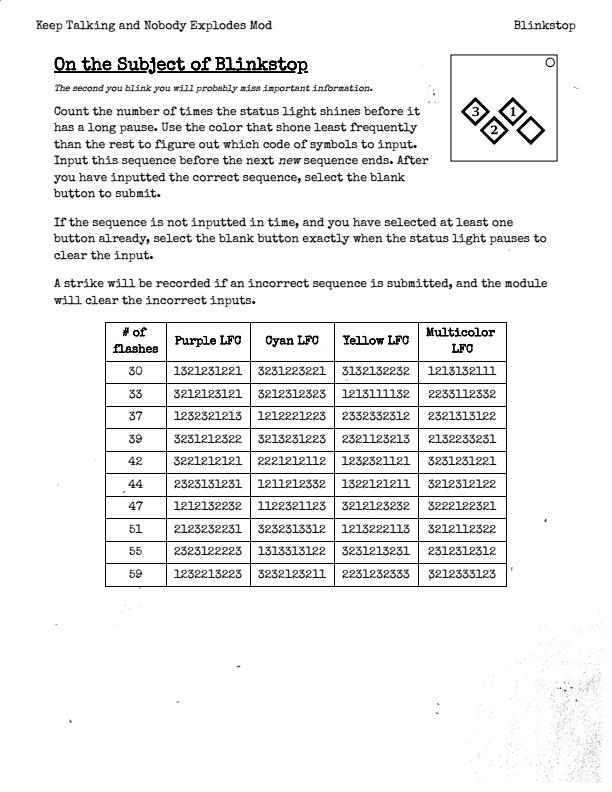 Keep Talking and Nobody Explodes Mod Blinkstop
On the Subject of Blinkstop
The second you blink you will probably miss important information.
Count the number of times the status light shines before it
has a long pause. Use the color that shone least frequently
than the rest to figure out which code of symbols to input.
Input this sequence before the next new sequence ends. After
you have inputted the correct sequence, select the blank
button to submit.
3 1
2
If the sequence is not inputted in time, and you have selected at least one
button already, select the blank button exactly when the status light pauses to
clear the input.
A strike will be recorded if an incorrect sequence is submitted, and the module
will clear the incorrect inputs.
# of flashes Purple LFC Cyan LFC Yellow LFC Multicolor LFC
30 1321231221 3231223221 3132132232 1213132111
33 3212123121 3212312323 1213111132 2233112332
37 1232321213 1212221223 2332332312 2321313122
39 3231212322 3213231223 2321123213 2132233231
42 3221212121 2221212112 1232321121 3231231221
44 2323131231 1211212332 1322121211 3212312122
47 1212132232 1122321123 3212123232 3222122321
51 2123232231 3232313312 1213222113 3212112322
55 2323122223 1313313122 3231213231 2312312312
59 1232213223 3232123211 2231232333 3212333123